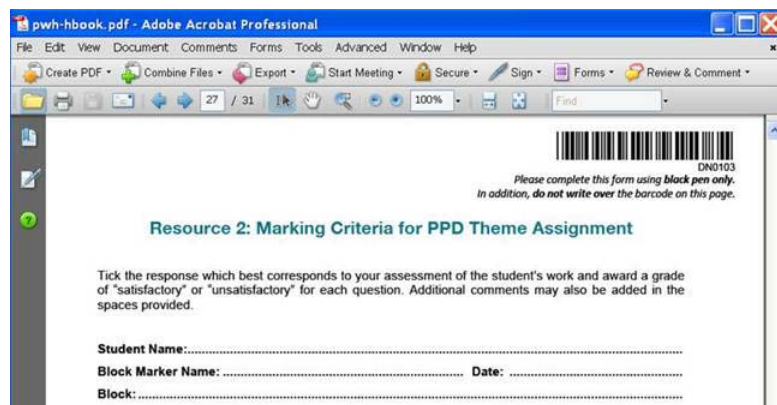 pwh-hbook.pdf - Adobe Acrobat Professional
File Edit View Document Comments Forms Tools Advanced Window Help
Create PDF Combine Files Export Start Meeting Secure Sign Forms Review & Comment
27 / 31 100% Find
DN0103
Please complete this form using black pen only.
In addition, do not write over the barcode on this page.
Resource 2: Marking Criteria for PPD Theme Assignment
Tick the response which best corresponds to your assessment of the student's work and award a grade
of "satisfactory" or "unsatisfactory" for each question. Additional comments may also be added in the
spaces provided.
Student Name:
Block Marker Name: Date:
Block: